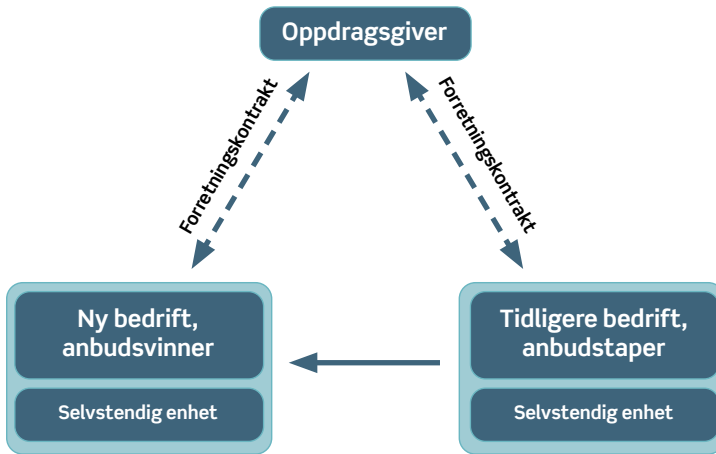 Oppdragsgiver
Forretningskontrakt
Forretningskontrakt
Ny bedrift,
anbudsvinner
Selvstendig enhet
Tidligere bedrift,
anbudstaper
Selvstendig enhet